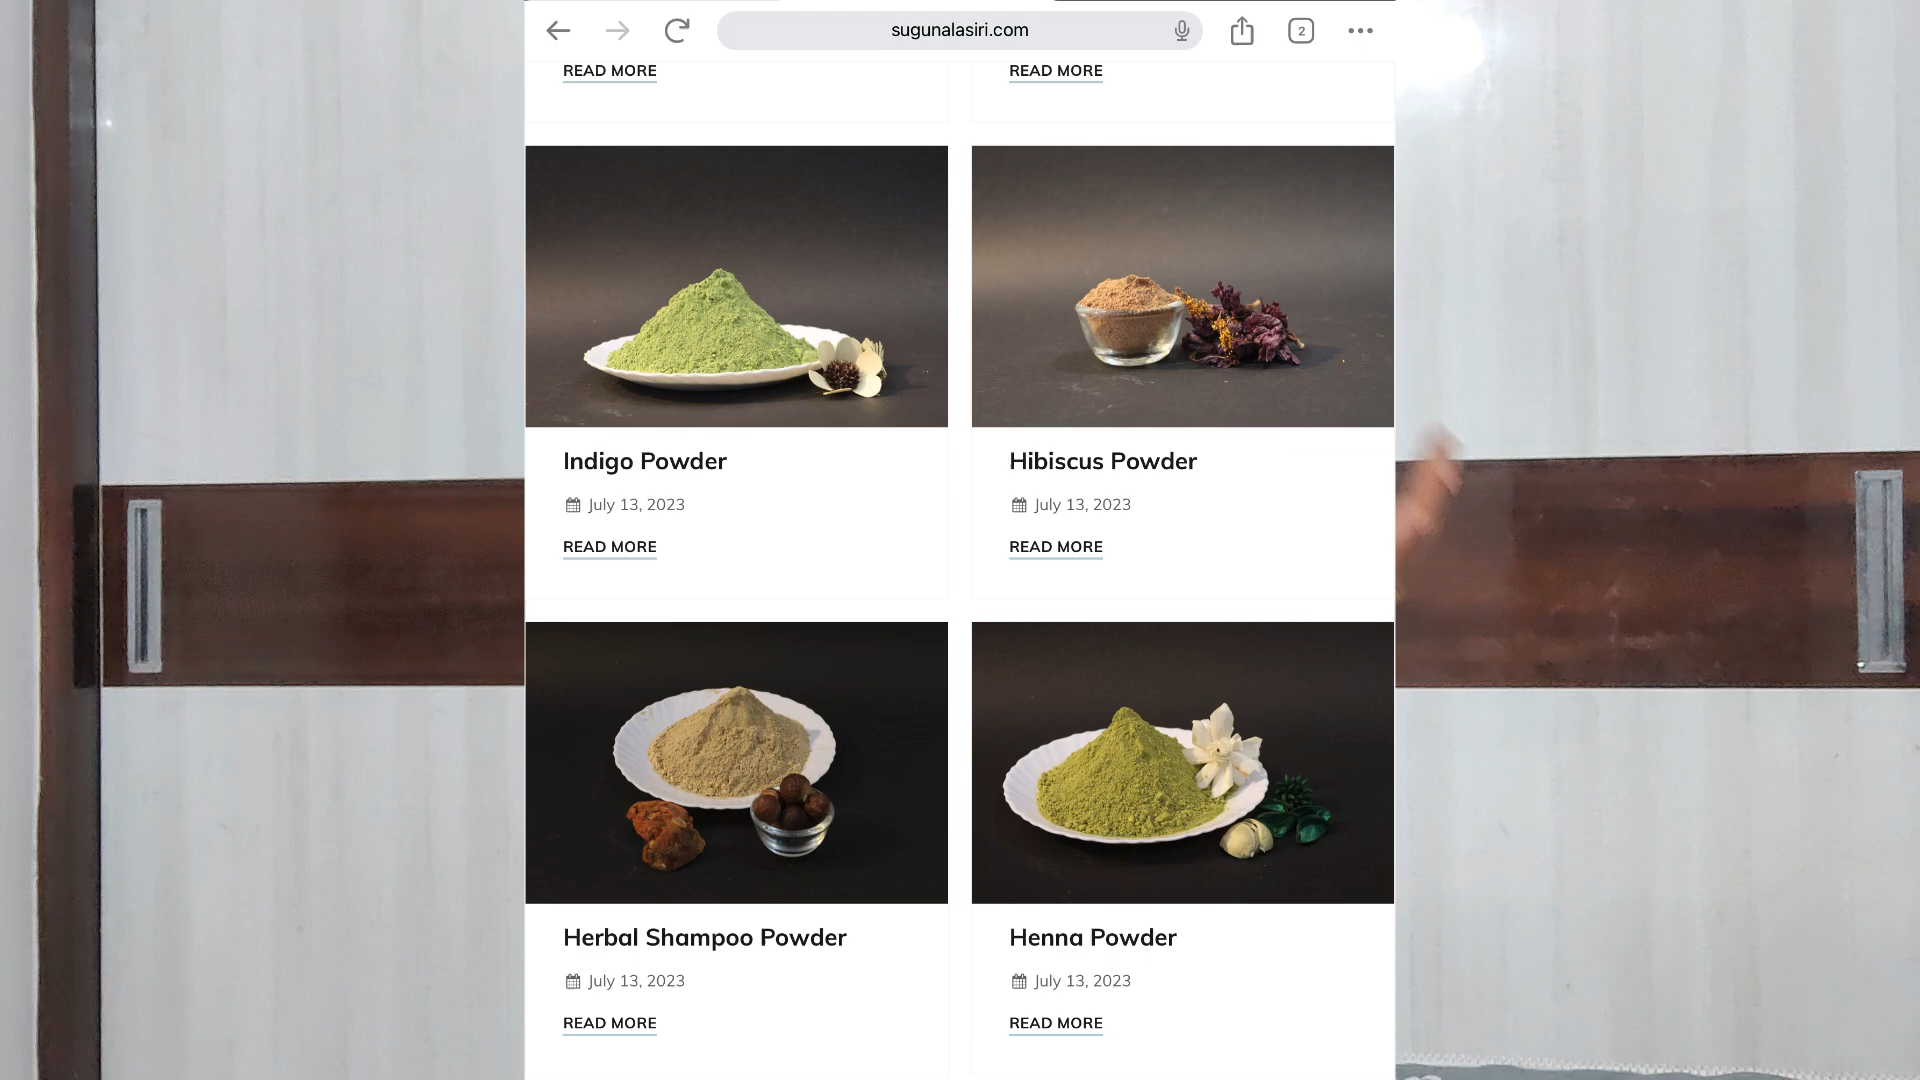 sugunalasiri.com
2
READ MORE
READ MORE
Indigo Powder
July 13, 2023
READ MORE
Hibiscus Powder
July 13, 2023
READ MORE
Herbal Shampoo Powder
July 13, 2023
READ MORE
Henna Powder
July 13, 2023
READ MORE